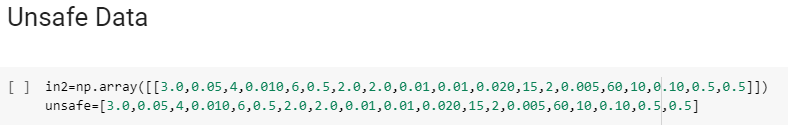 Unsafe Data
[ ] in2=np.array([[3.0,0.05,4,0.010,6,0.5,2.0,2.0,0.01,0.01,0.020,15,2,0.005,60,10,0.10,0.5,0.5]])
unsafe=[3.0,0.05,4,0.010,6,0.5,2.0,2.0,0.01,0.01,0.020,15,2,0.005,60,10,0.10,0.5,0.5]